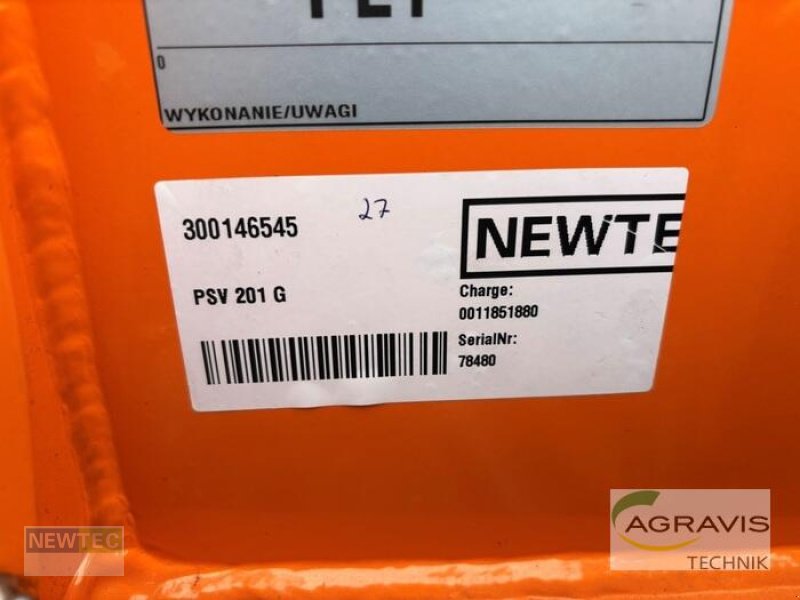 0
WYKONANIE/UWAGI
300146545
27
NEWTE
PSV 201 G
Charge:
0011851880
SerialNr:
78480
NEWTEC
AGRAVIS
TECHNIK